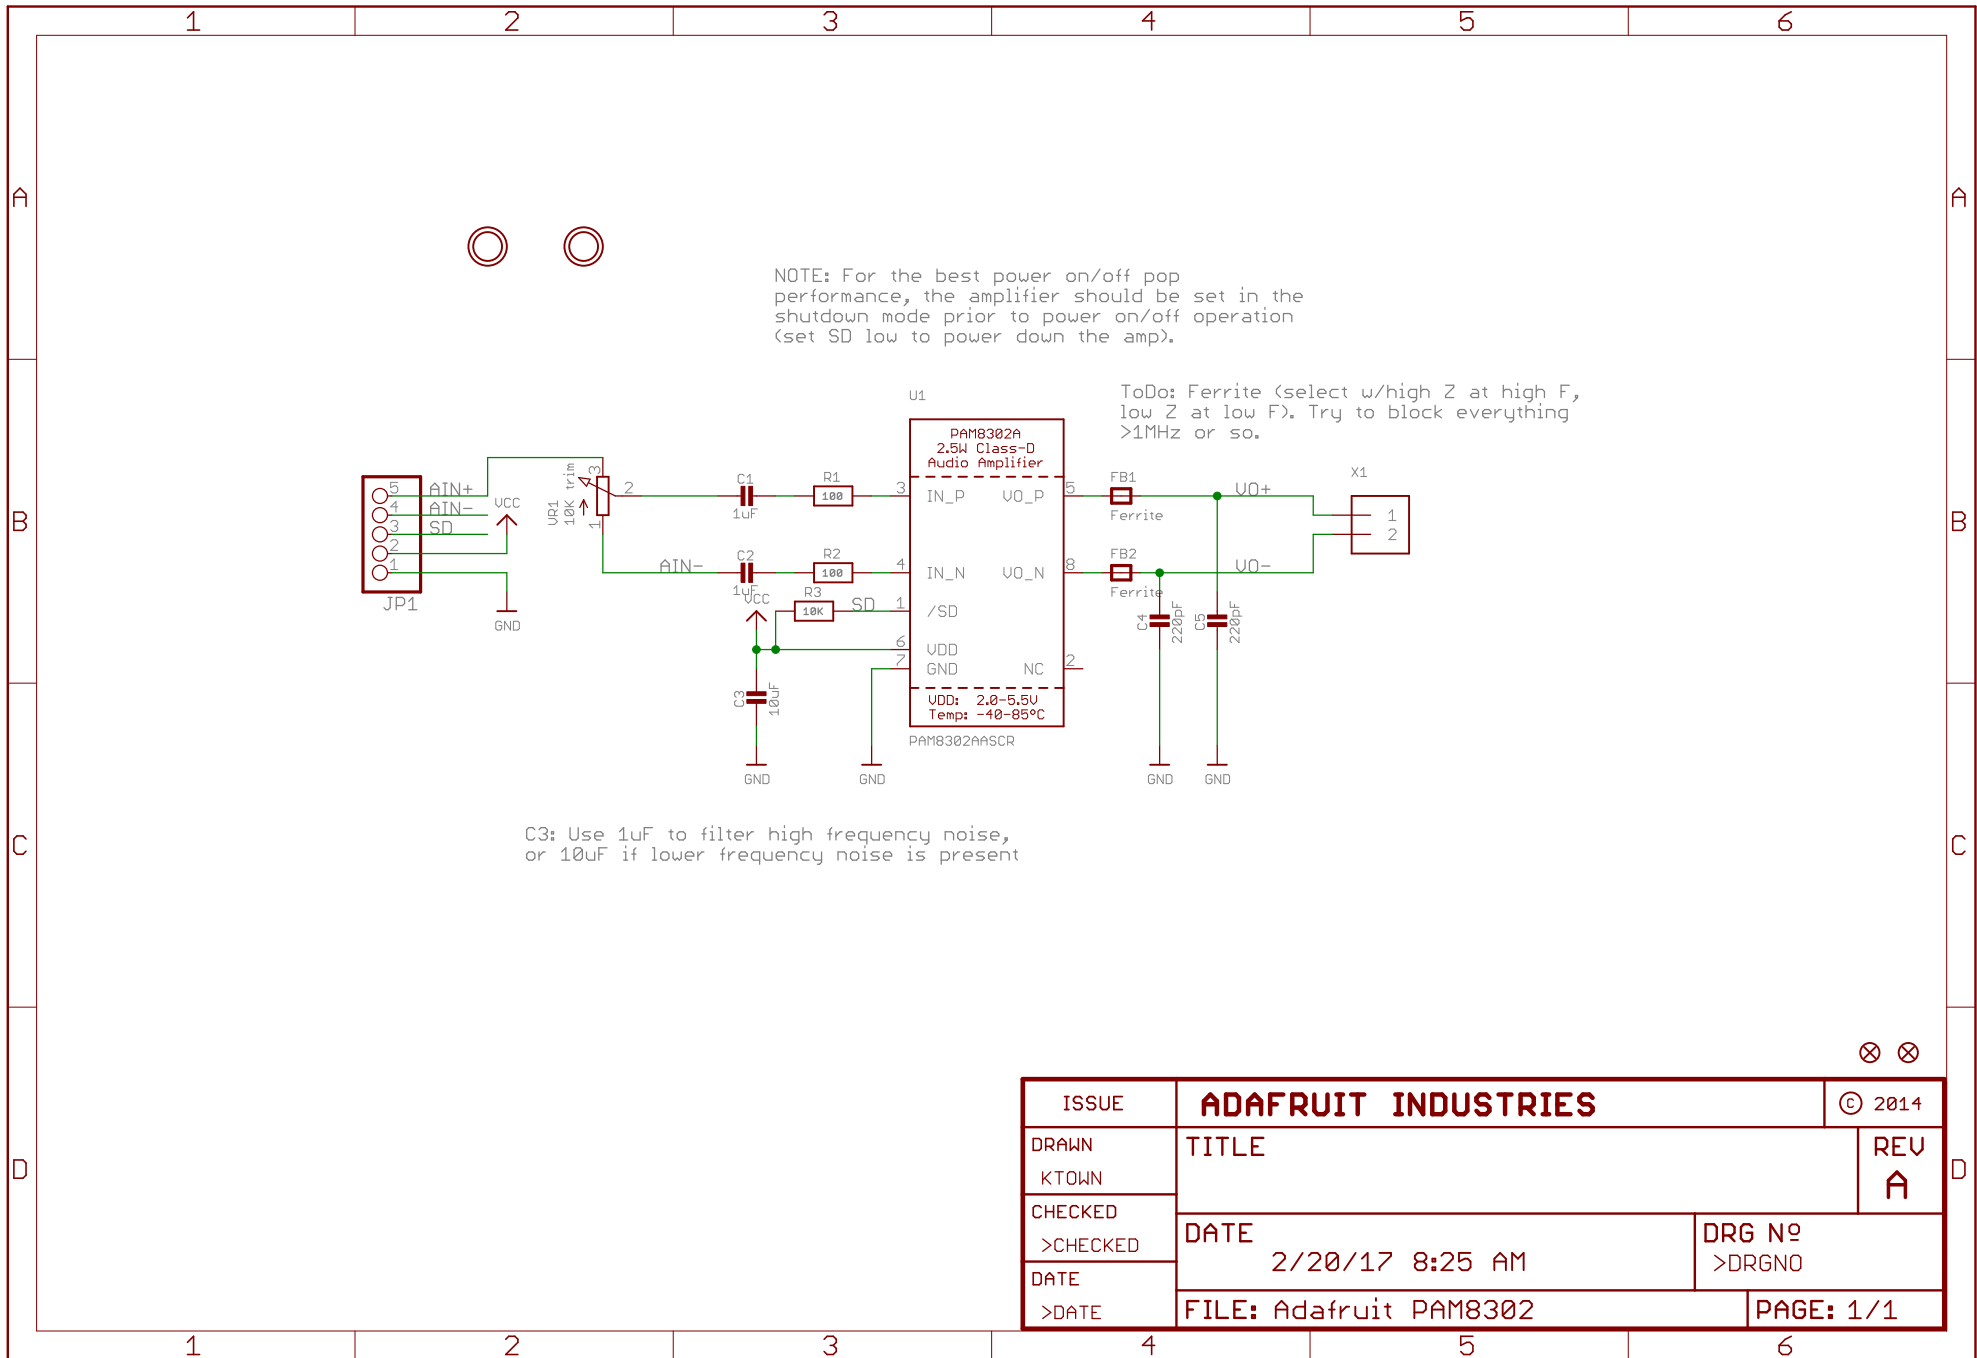 1 2 3 4 5 6
A A
NOTE: For the best power on/off pop
performance, the amplifier should be set in the
shutdown mode prior to power on/off operation
(set SD low to power down the amp).
ToDo: Ferrite (select w/high Z at high F,
low Z at low F). Try to block everything
>1MHz or so.
U1
PAM8302A
2.5W Class-D
Audio Amplifier
3 IN_P VO_P 5
4 IN_N VO_N 8
1 /SD
6 VDD
7 GND NC 2
VDD: 2.0-5.5V
Temp: -40-85°C
PAM8302AASCR
B B
5 AIN+
4 AIN-
3 SD
2
1
JP1
VCC
GND
VR1
10K trim
3
2
1
AIN-
C1
1uF
R1
100
C2
1uF
R2
100
VCC
R3
10K
SD
C3
10uF
GND
GND
FB1
Ferrite
FB2
Ferrite
VO+
VO-
X1
1
2
C4
220pF
C5
220pF
GND
GND
C3: Use 1uF to filter high frequency noise,
or 10uF if lower frequency noise is present
C C
D D
ISSUE
ADAFRUIT INDUSTRIES
© 2014
DRAWN
KTOWN
TITLE
REV
A
CHECKED
>CHECKED
DATE
2/20/17 8:25 AM
DRG Nº
>DRGNO
DATE
>DATE
FILE: Adafruit PAM8302
PAGE: 1/1
1 2 3 4 5 6